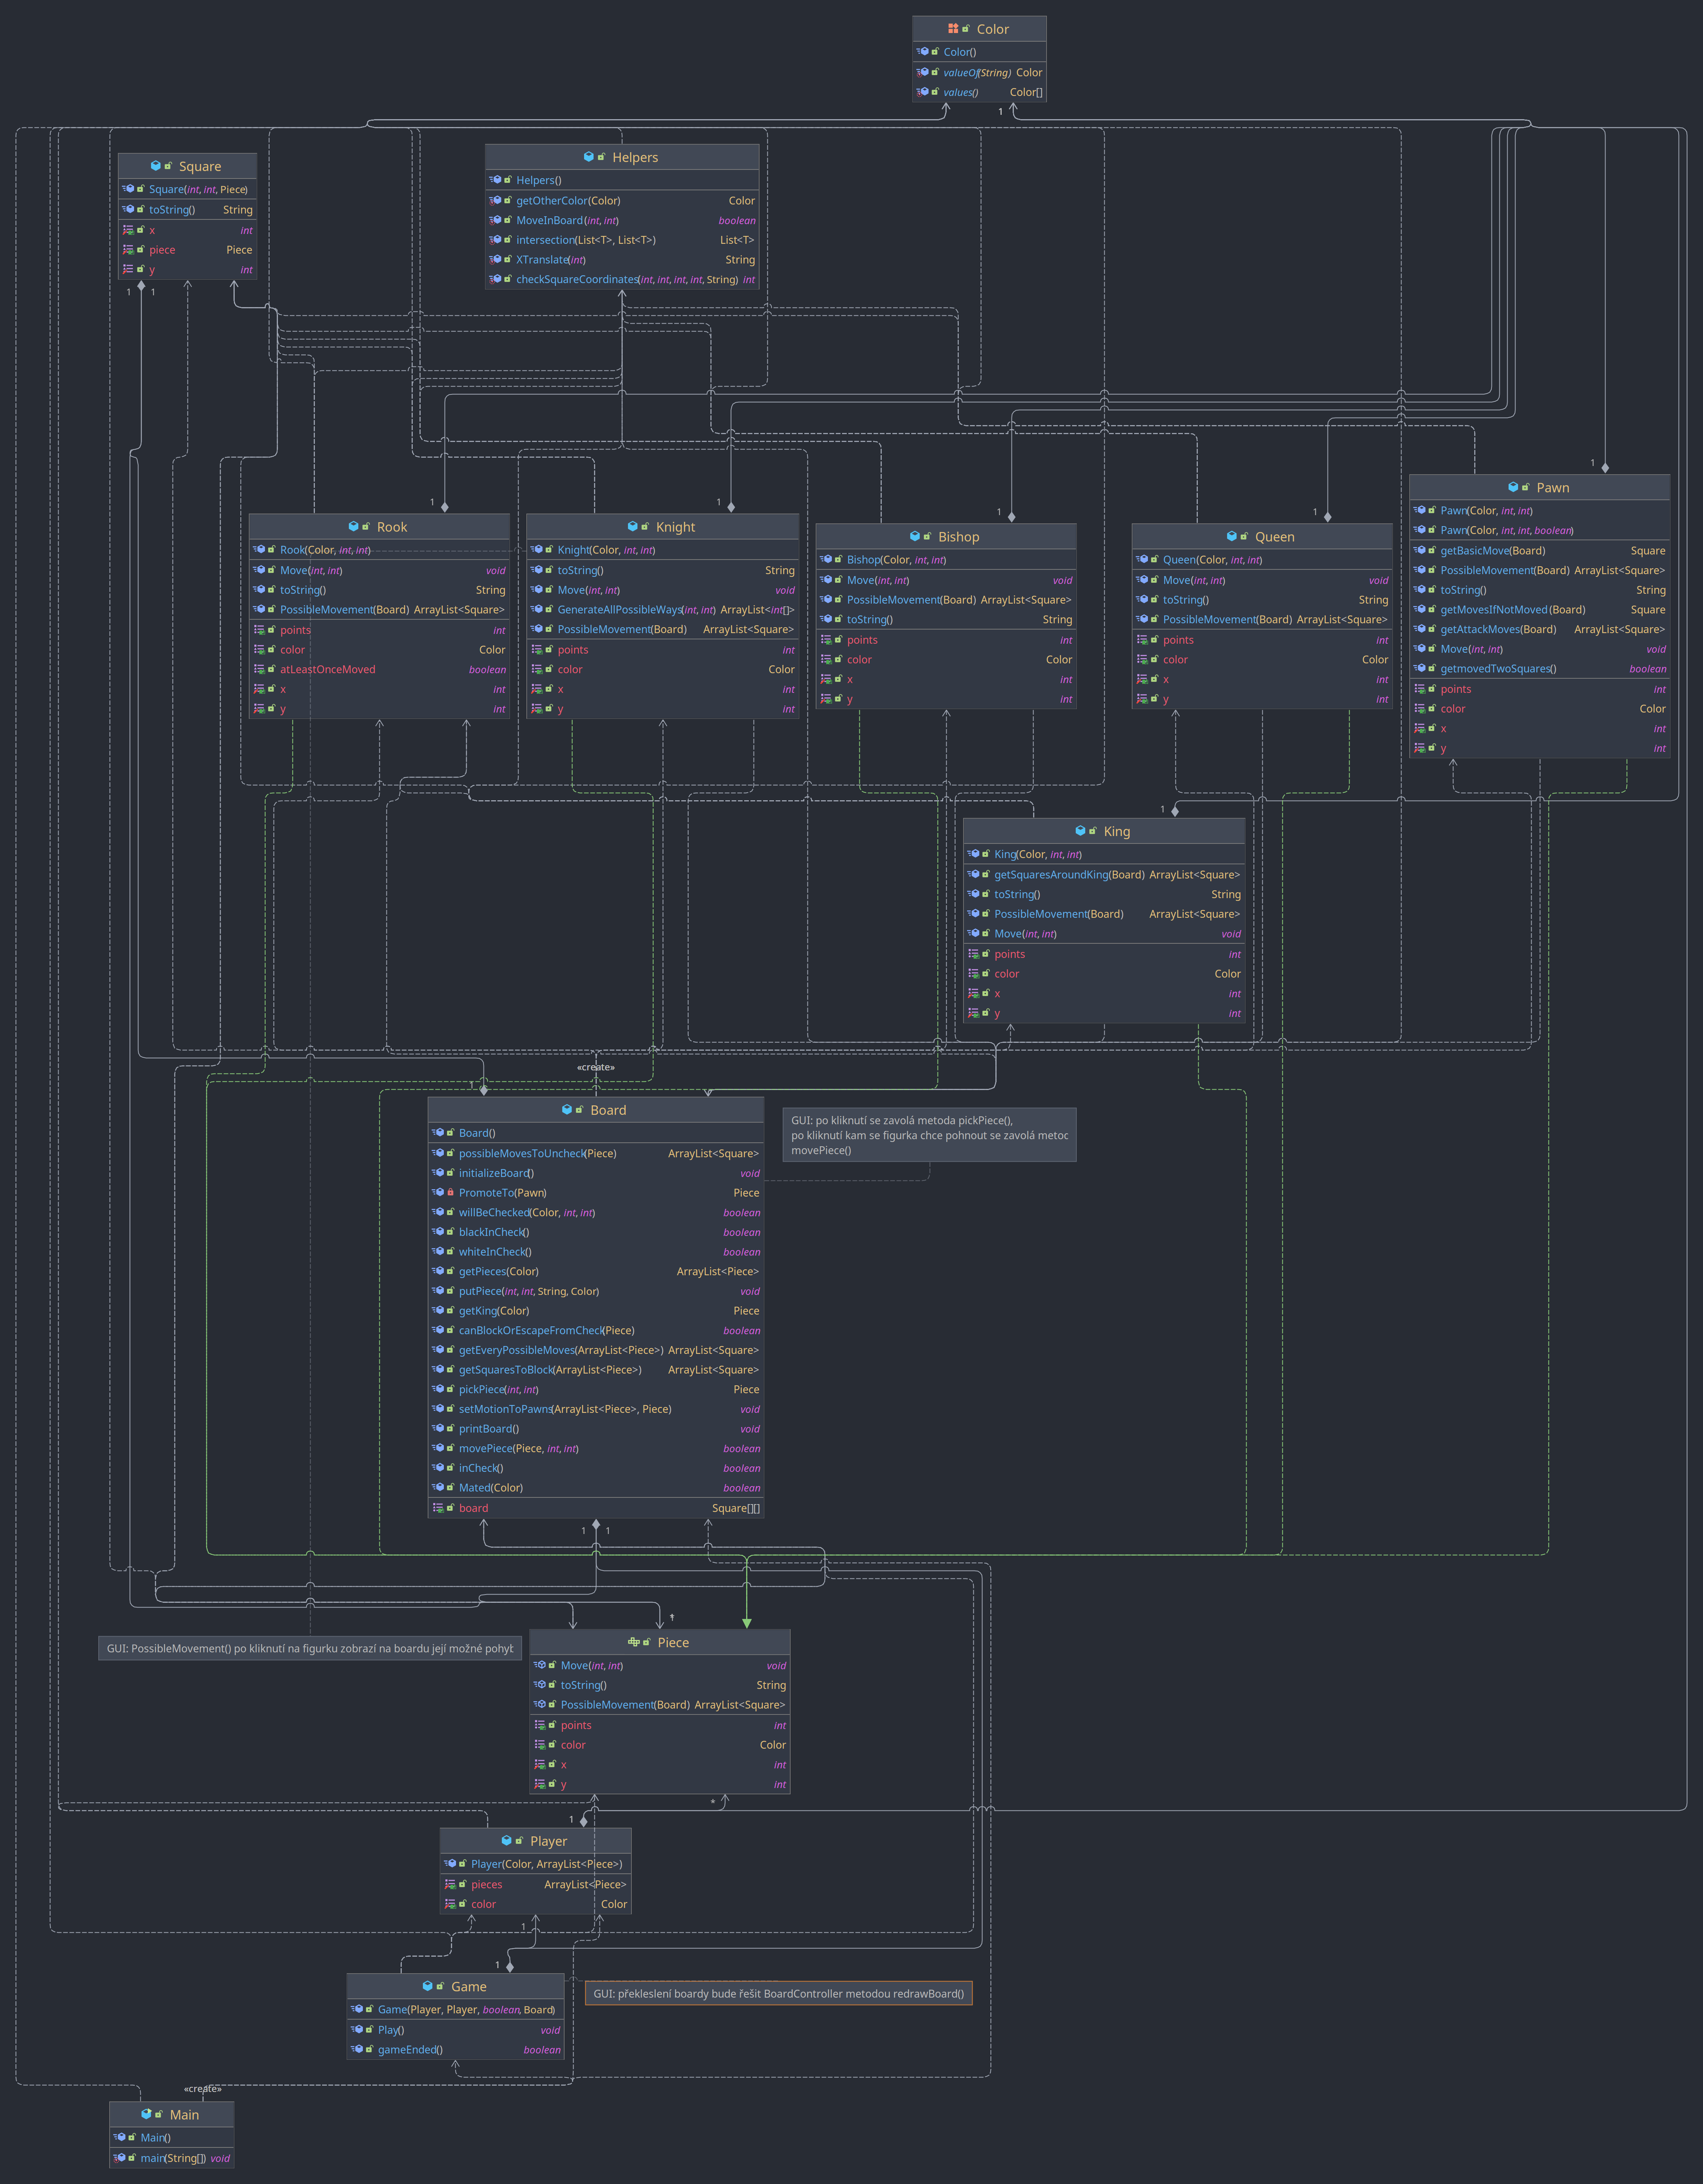 Color
Color()
valueOf(String) Color
values() Color[]
1
Square
Square(int, int, Piece)
toString() String
x int
piece Piece
y int
1 1
Helpers
Helpers()
getOtherColor(Color) Color
MoveInBoard(int, int) boolean
intersection(List<T>, List<T>) List<T>
XTranslate(int) String
checkSquareCoordinates(int, int, int, int, String) int
1
Rook
Rook(Color, int, int)
Move(int, int) void
toString() String
PossibleMovement(Board) ArrayList<Square>
points int
color Color
atLeastOnceMoved boolean
x int
y int
1
Knight
Knight(Color, int, int)
toString() String
Move(int, int) void
GenerateAllPossibleWays(int, int) ArrayList<int[]>
PossibleMovement(Board) ArrayList<Square>
points int
color Color
x int
y int
1
Bishop
Bishop(Color, int, int)
Move(int, int) void
PossibleMovement(Board) ArrayList<Square>
toString() String
points int
color Color
x int
y int
1
Queen
Queen(Color, int, int)
Move(int, int) void
toString() String
PossibleMovement(Board) ArrayList<Square>
points int
color Color
x int
y int
1
Pawn
Pawn(Color, int, int)
Pawn(Color, int, int, boolean)
getBasicMove(Board) Square
PossibleMovement(Board) ArrayList<Square>
toString() String
getMovesIfNotMoved(Board) Square
getAttackMoves(Board) ArrayList<Square>
Move(int, int) void
getmovedTwoSquares() boolean
points int
color Color
x int
y int
1
King
King(Color, int, int)
getSquaresAroundKing(Board) ArrayList<Square>
toString() String
PossibleMovement(Board) ArrayList<Square>
Move(int, int) void
points int
color Color
x int
y int
«create»
1
Board
Board()
possibleMovesToUncheck(Piece) ArrayList<Square>
initializeBoard() void
PromoteTo(Pawn) Piece
willBeChecked(Color, int, int) boolean
blackInCheck() boolean
whiteInCheck() boolean
getPieces(Color) ArrayList<Piece>
putPiece(int, int, String, Color) void
getKing(Color) Piece
canBlockOrEscapeFromCheck(Piece) boolean
getEveryPossibleMoves(ArrayList<Piece>) ArrayList<Square>
getSquaresToBlock(ArrayList<Piece>) ArrayList<Square>
pickPiece(int, int) Piece
setMotionToPawns(ArrayList<Piece>, Piece) void
printBoard() void
movePiece(Piece, int, int) boolean
inCheck() boolean
Mated(Color) boolean
board Square[][]
1 1
GUI: po kliknutí se zavolá metoda pickPiece(),
po kliknutí kam se figurka chce pohnout se zavolá metoc
movePiece()
GUI: PossibleMovement() po kliknutí na figurku zobrazí na boardu její možné pohyb
*
Piece
Move(int, int) void
toString() String
PossibleMovement(Board) ArrayList<Square>
points int
color Color
x int
y int
*
1
Player
Player(Color, ArrayList<Piece>)
pieces ArrayList<Piece>
color Color
1
1
Game
Game(Player, Player, boolean, Board)
Play() void
gameEnded() boolean
GUI: překleslení boardy bude řešit BoardController metodou redrawBoard()
«create»
Main
Main()
main(String[]) void